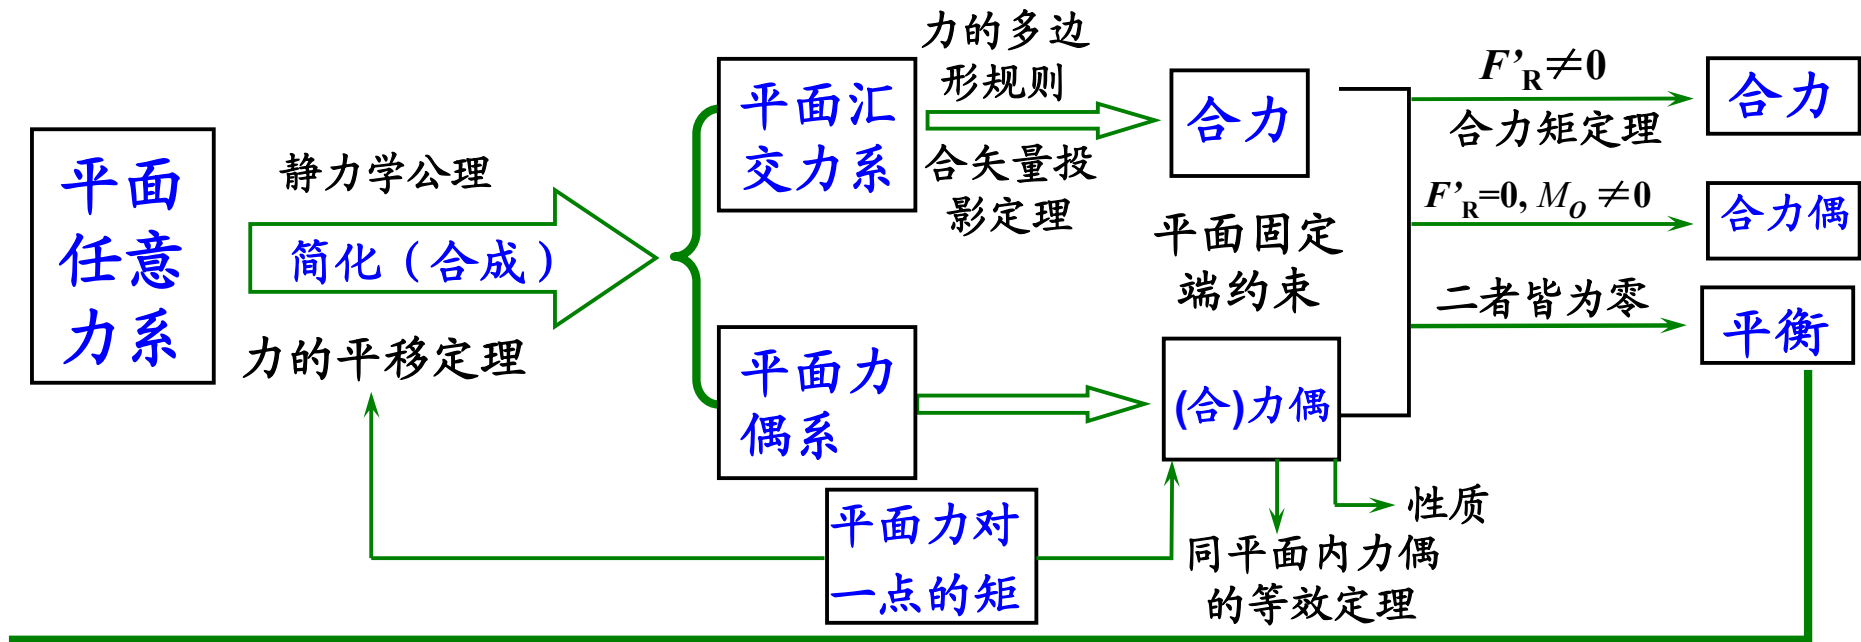 平面
任意
力系
静力学公理
简化（合成）
力的平移定理
平面汇
交力系
平面力
偶系
力的多边
形规则
合矢量投
影定理
合力
平面固定
端约束
(合)力偶
F’R≠0
合力矩定理
合力
F’R=0, MO ≠0
合力偶
二者皆为零
平衡
平面力对
一点的矩
性质
同平面内力偶
的等效定理